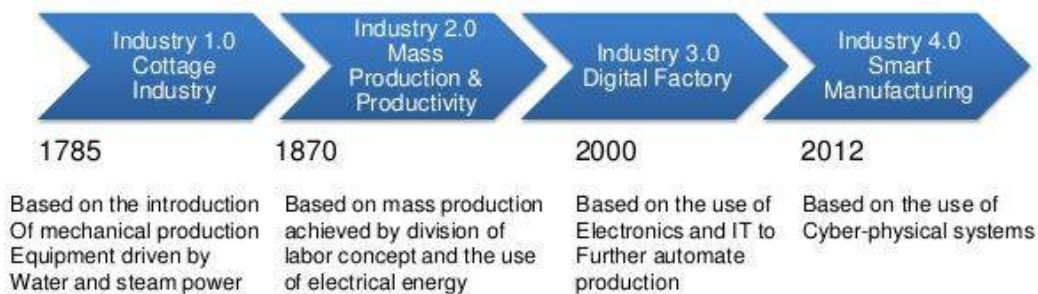 Industry 1.0
Cottage
Industry
Industry 2.0
Mass
Production &
Productivity
Industry 3.0
Digital Factory
Industry 4.0
Smart
Manufacturing
1785
1870
2000
2012
Based on the introduction
Of mechanical production
Equipment driven by
Water and steam power
Based on mass production
achieved by division of
labor concept and the use
of electrical energy
Based on the use of
Electronics and IT to
Further automate
production
Based on the use of
Cyber-physical systems